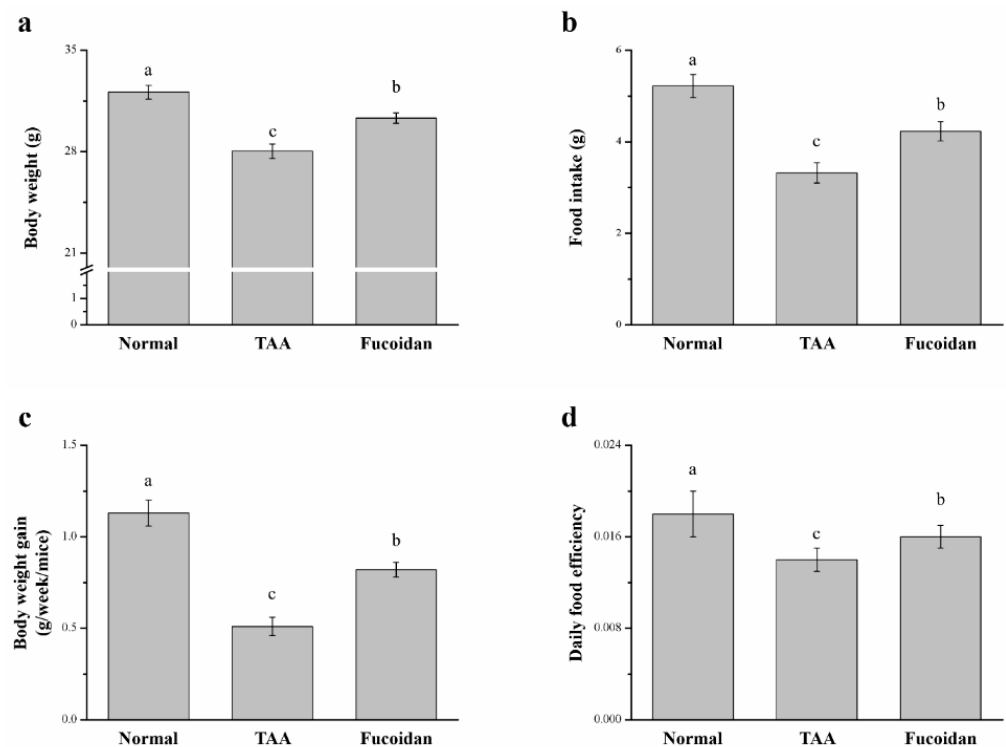 a
35
28
21
1
0
Body weight (g)
a
c
b
Normal TAA Fucoidan
b
6
4
2
0
Food intake (g)
a
c
b
Normal TAA Fucoidan
c
1.5
1.0
0.5
0.0
Body weight gain
(g/week/mice)
a
c
b
Normal TAA Fucoidan
d
0.024
0.016
0.008
0.000
Daily food efficiency
a
c
b
Normal TAA Fucoidan